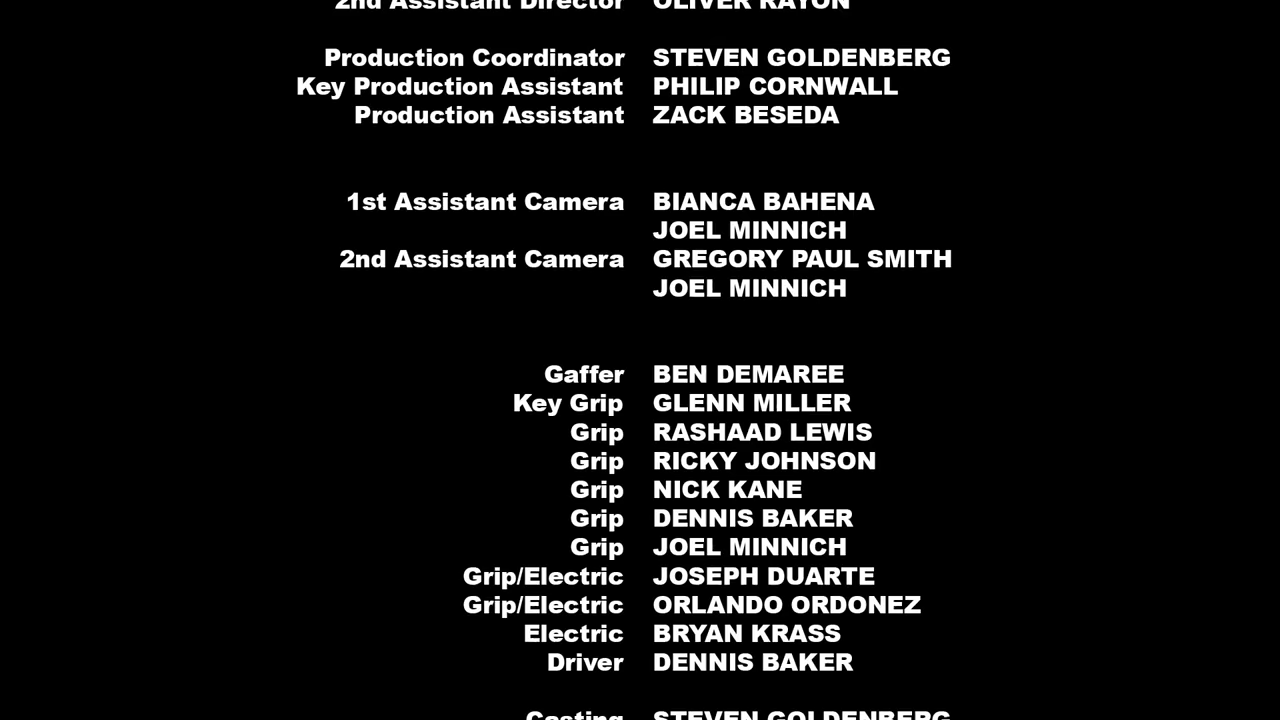 2nd Assistant Director OLIVER RAYON
Production Coordinator STEVEN GOLDENBERG
Key Production Assistant PHILIP CORNWALL
Production Assistant ZACK BESEDA
1st Assistant Camera BIANCA BAHENA
JOEL MINNICH
2nd Assistant Camera GREGORY PAUL SMITH
JOEL MINNICH
Gaffer BEN DEMAREE
Key Grip GLENN MILLER
Grip RASHAAD LEWIS
Grip RICKY JOHNSON
Grip NICK KANE
Grip DENNIS BAKER
Grip JOEL MINNICH
Grip/Electric JOSEPH DUARTE
Grip/Electric ORLANDO ORDONEZ
Electric BRYAN KRASS
Driver DENNIS BAKER
Casting STEVEN GOLDENBERG